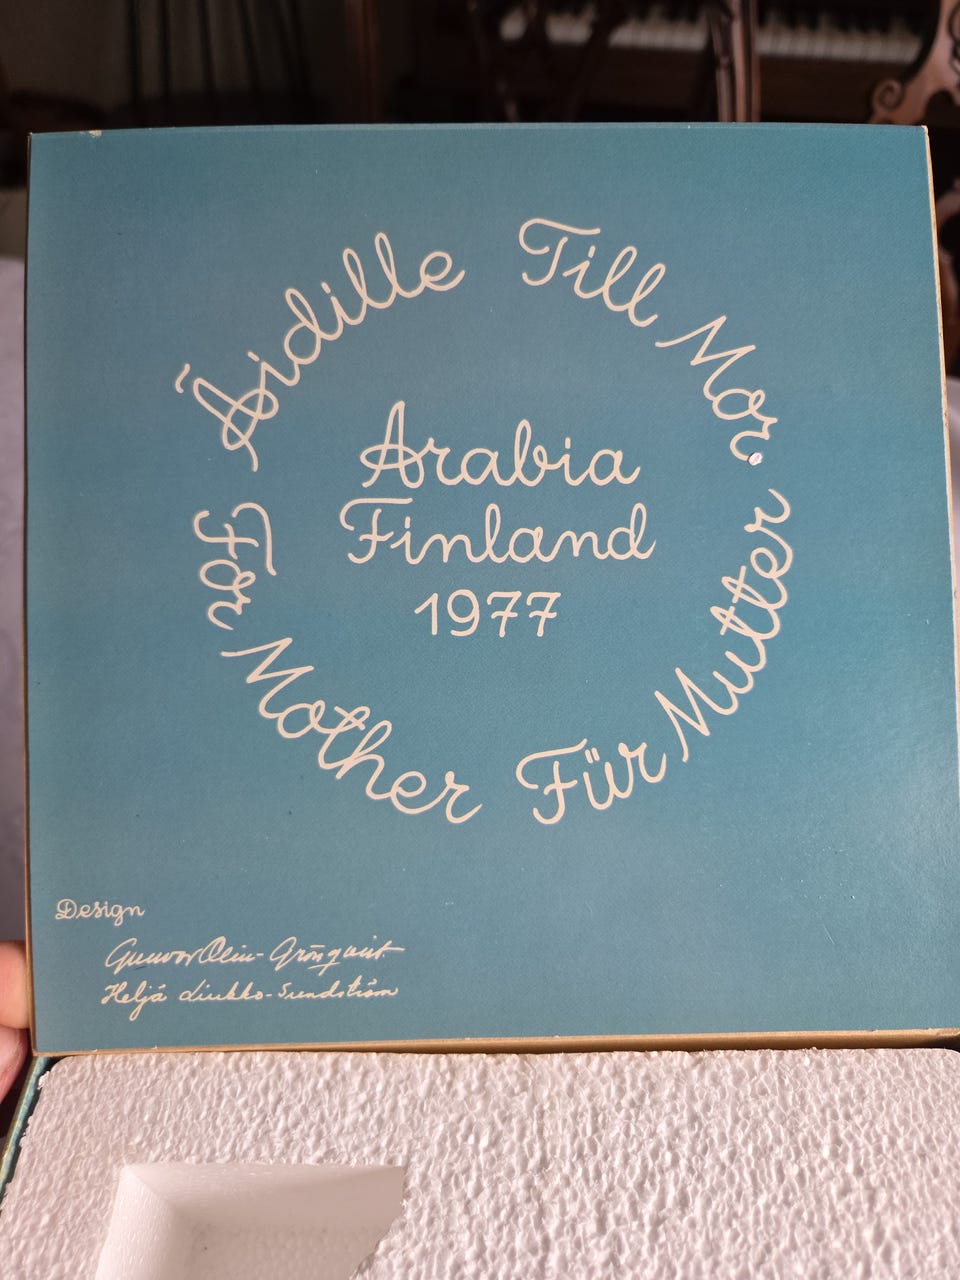 Äidille
Till Mor
Für Mutter
For Mother
Arabia
Finland
1977
Design
Gunvor Olin-Grönqvist
Heljä Liukko-Sundström